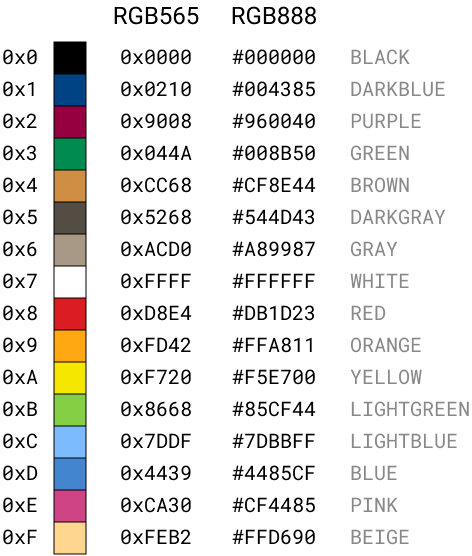 RGB565 RGB888
0x0 0x0000 #000000 BLACK
0x1 0x0210 #004385 DARKBLUE
0x2 0x9008 #960040 PURPLE
0x3 0x044A #008B50 GREEN
0x4 0xCC68 #CF8E44 BROWN
0x5 0x5268 #544D43 DARKGRAY
0x6 0xACD0 #A89987 GRAY
0x7 0xFFFF #FFFFFF WHITE
0x8 0xD8E4 #DB1D23 RED
0x9 0xFD42 #FFA811 ORANGE
0xA 0xF720 #F5E700 YELLOW
0xB 0x8668 #85CF44 LIGHTGREEN
0xC 0x7DDF #7DBBFF LIGHTBLUE
0xD 0x4439 #4485CF BLUE
0xE 0xCA30 #CF4485 PINK
0xF 0xFEB2 #FFD690 BEIGE